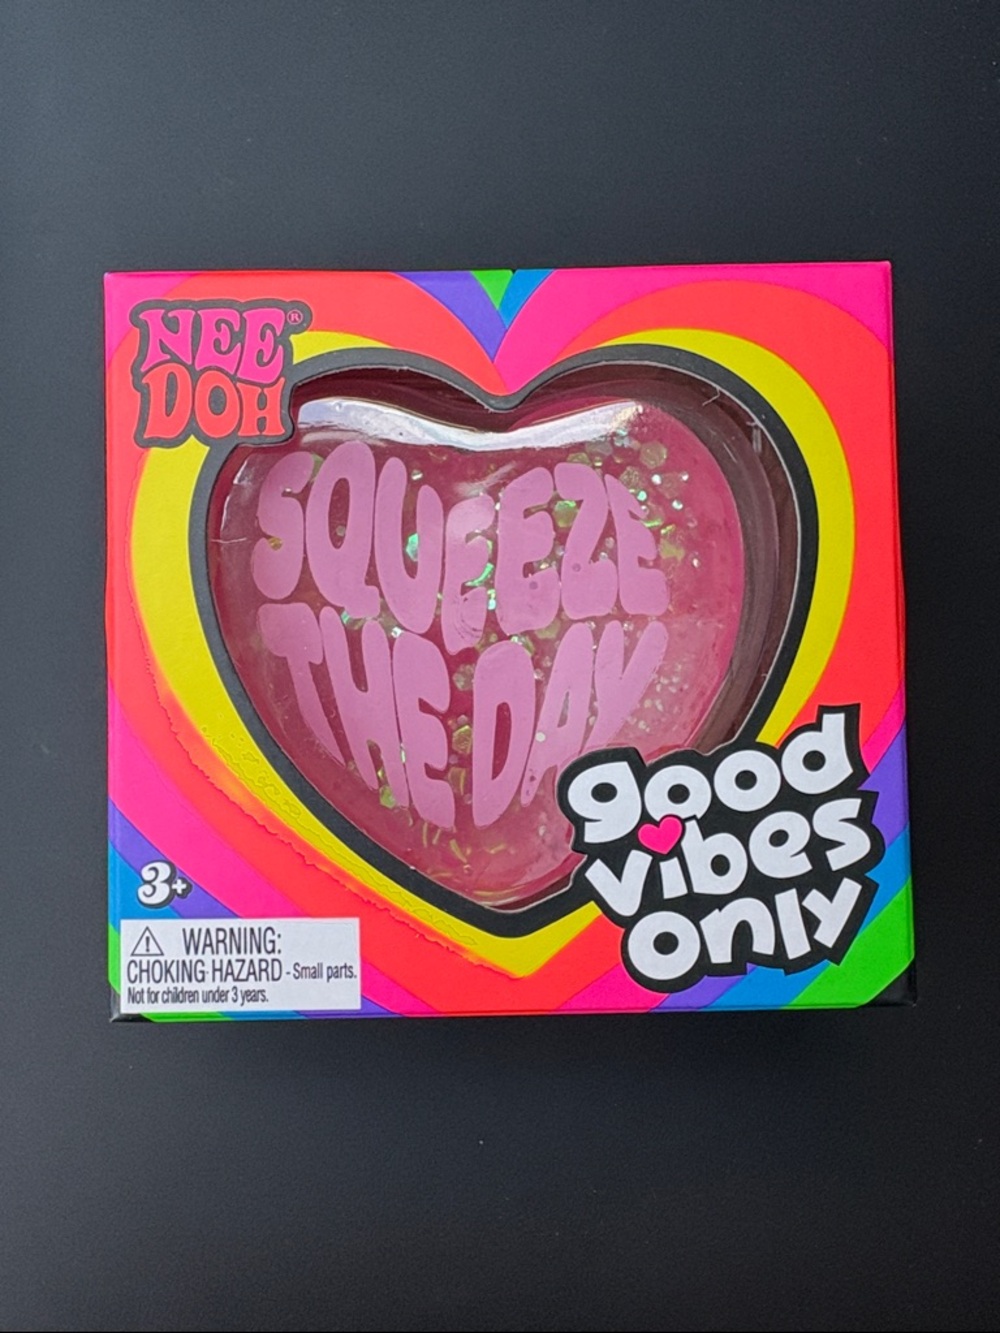 NEE®
DOH
SQUEEZE
THE DAY
good
vibes
only
3+
WARNING:
CHOKING HAZARD - Small parts.
Not for children under 3 years.